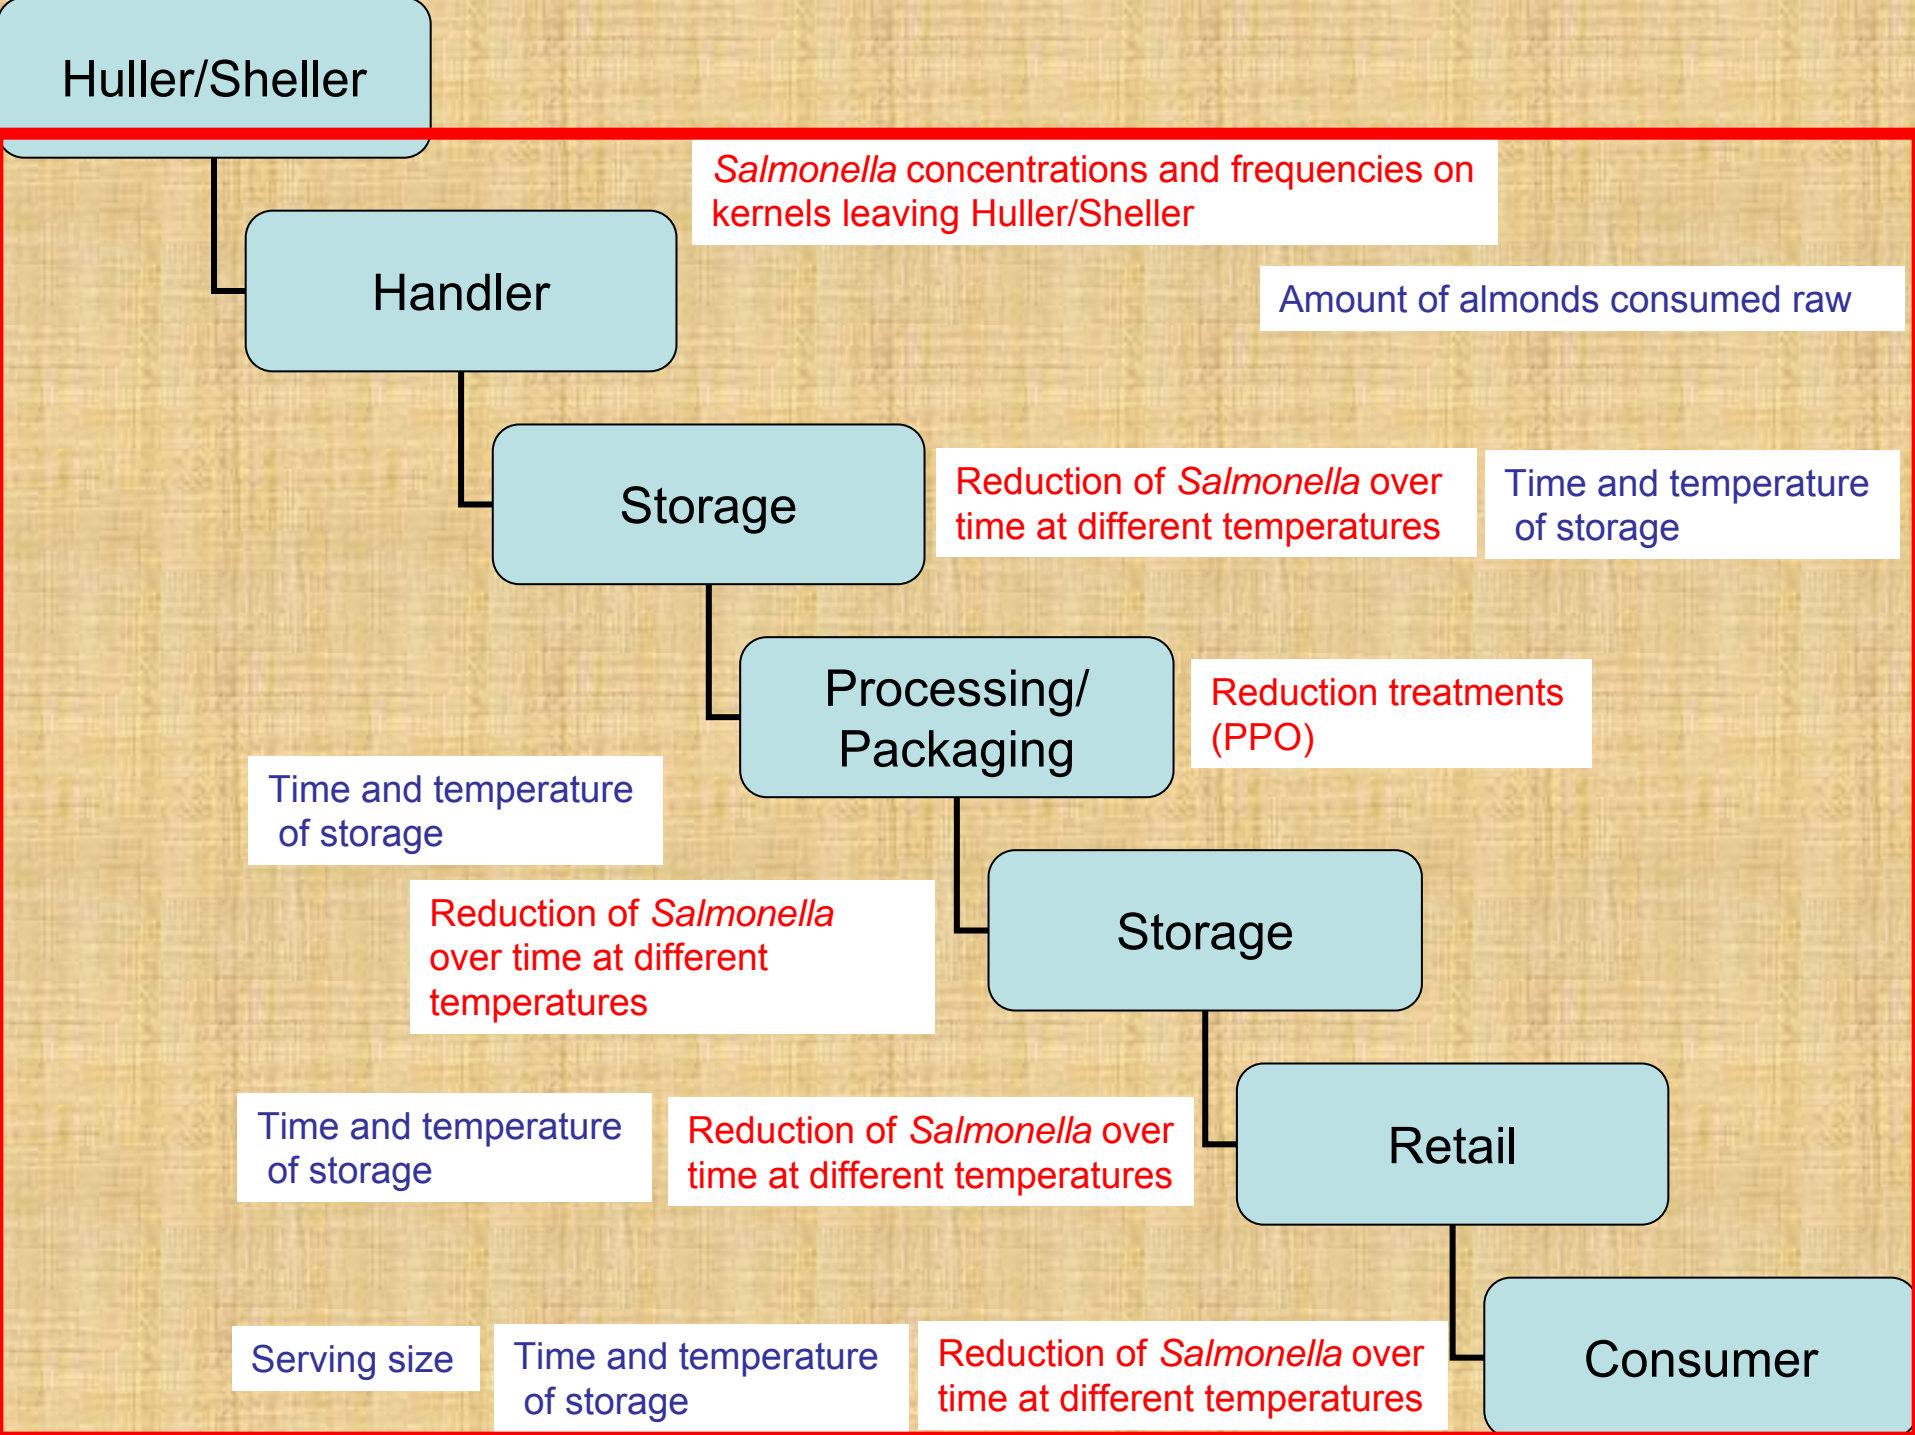 Huller/Sheller
Salmonella concentrations and frequencies on
kernels leaving Huller/Sheller
Handler
Amount of almonds consumed raw
Storage
Reduction of Salmonella over
time at different temperatures
Time and temperature
of storage
Processing/
Packaging
Reduction treatments
(PPO)
Time and temperature
of storage
Reduction of Salmonella
over time at different
temperatures
Storage
Time and temperature
of storage
Reduction of Salmonella over
time at different temperatures
Retail
Serving size
Time and temperature
of storage
Reduction of Salmonella over
time at different temperatures
Consumer